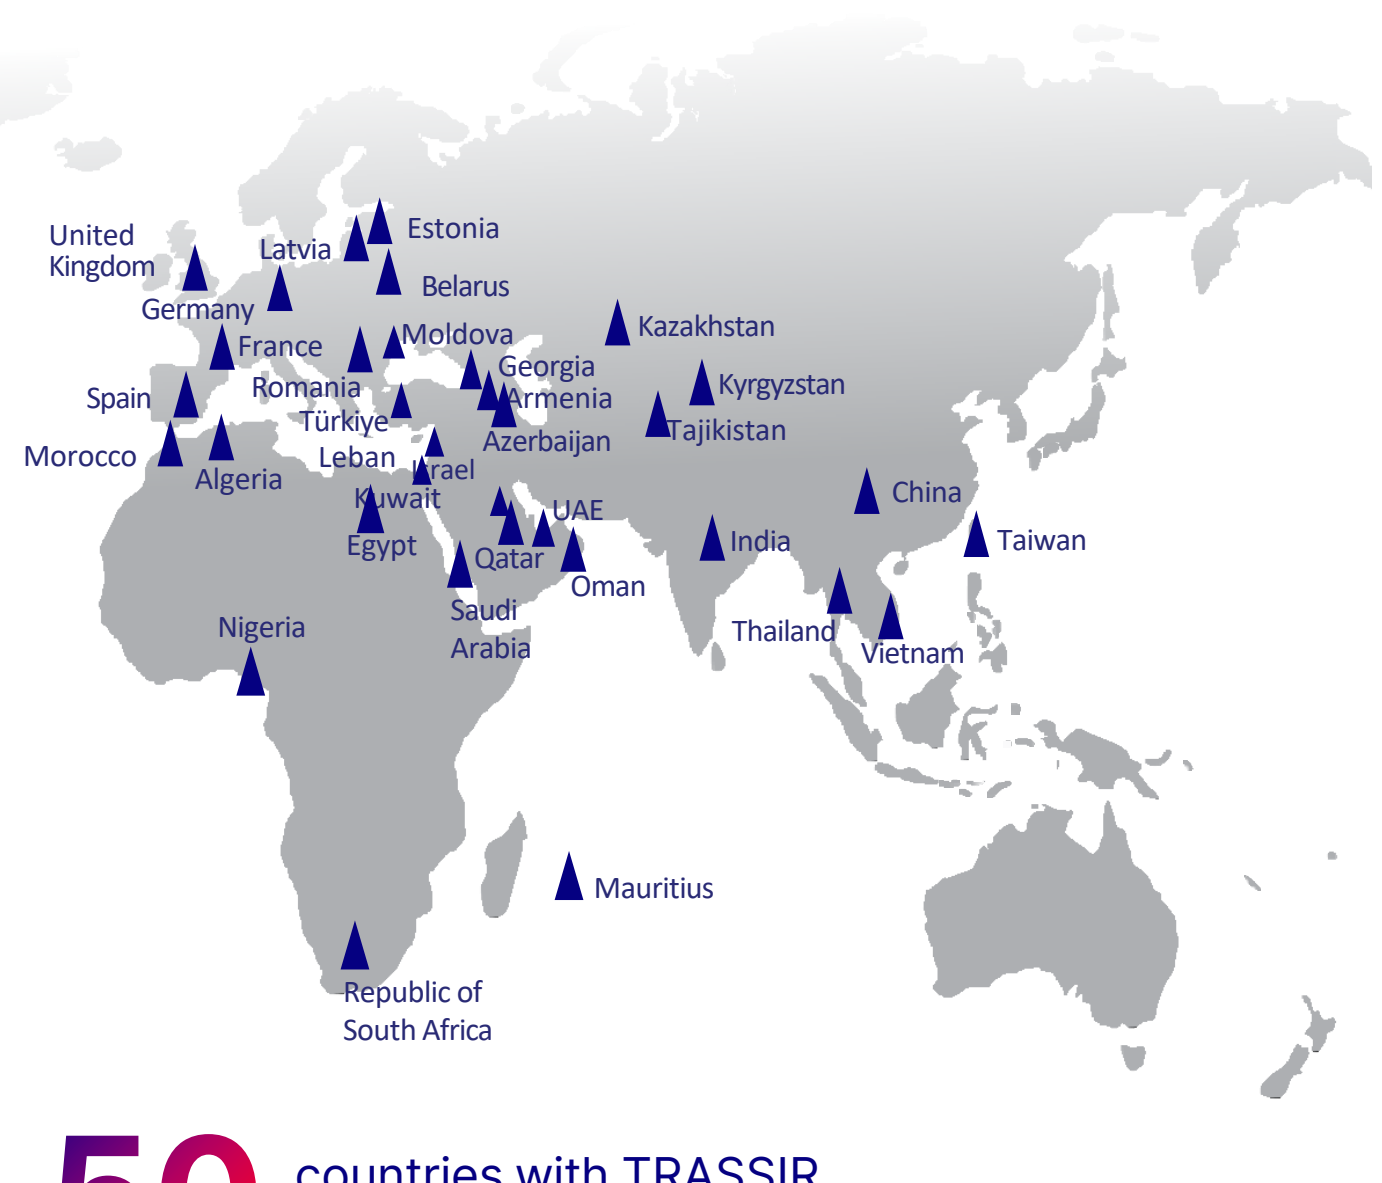 United
Kingdom
Latvia
Estonia
Belarus
Germany
France
Moldova
Kazakhstan
Georgia
Romania
Spain
Armenia
Kyrgyzstan
Türkiye
Tajikistan
Azerbaijan
Morocco
Leban
Israel
Algeria
Kuwait
China
UAE
Egypt
Qatar
India
Taiwan
Oman
Saudi
Arabia
Nigeria
Thailand
Vietnam
Mauritius
Republic of
South Africa
50 countries with TRASSIR